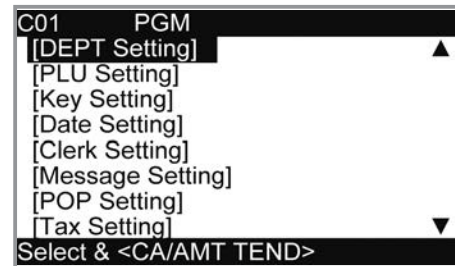 C01 PGM
[DEPT Setting]
[PLU Setting]
[Key Setting]
[Date Setting]
[Clerk Setting]
[Message Setting]
[POP Setting]
[Tax Setting]
Select & <CA/AMT TEND>